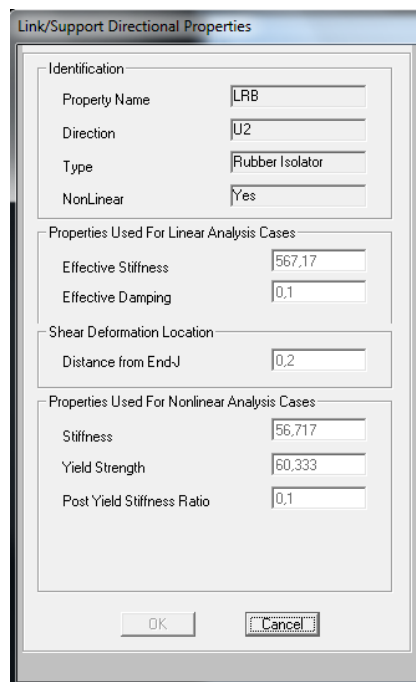 Link/Support Directional Properties
Identification
Property Name LRB
Direction U2
Type Rubber Isolator
NonLinear Yes
Properties Used For Linear Analysis Cases
Effective Stiffness 567,17
Effective Damping 0,1
Shear Deformation Location
Distance from End-J 0,2
Properties Used For Nonlinear Analysis Cases
Stiffness 56,717
Yield Strength 60,333
Post Yield Stiffness Ratio 0,1
OK Cancel